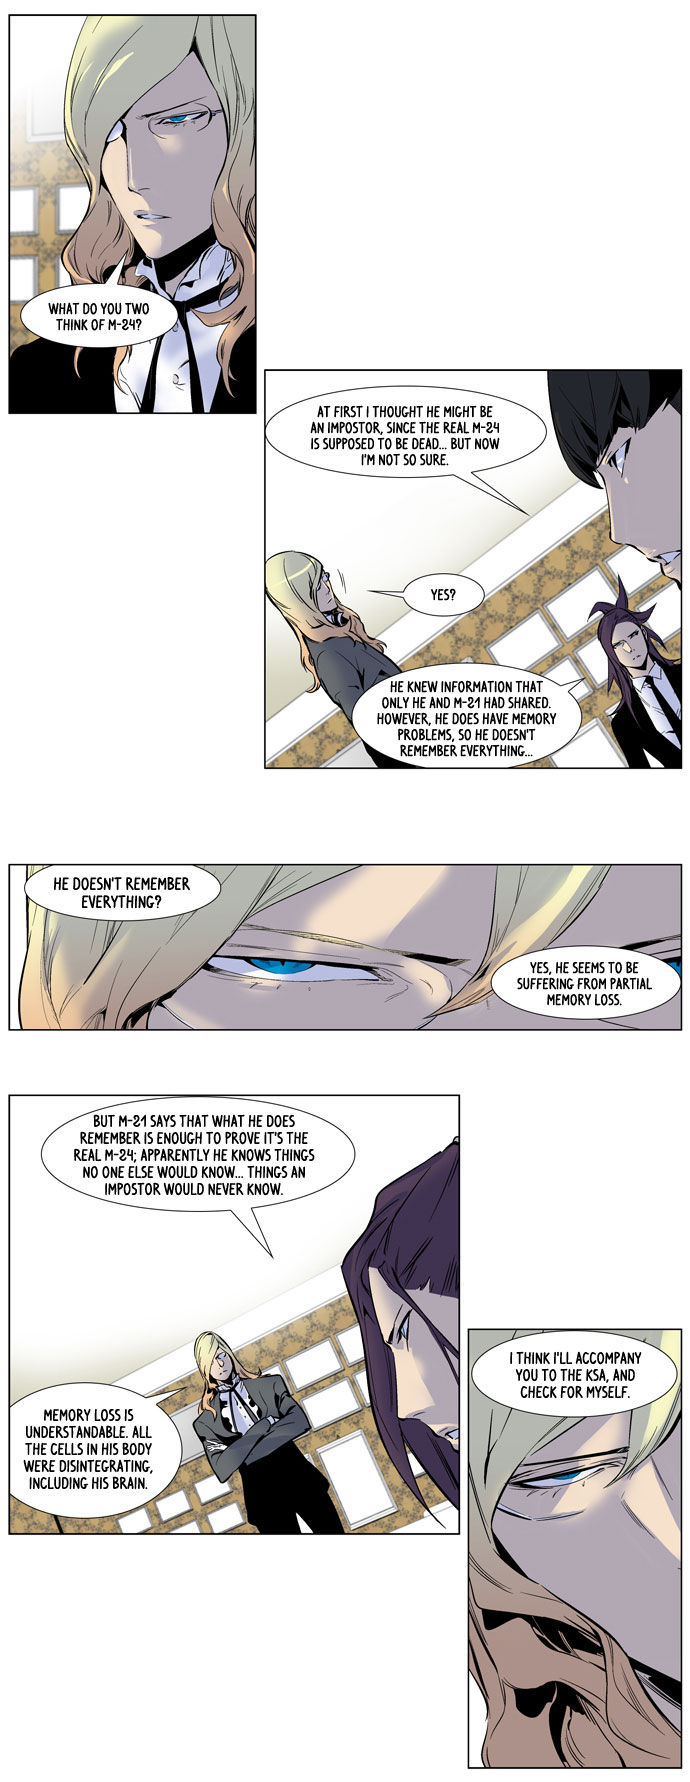 WHAT DO YOU TWO
THINK OF M-24?
AT FIRST I THOUGHT HE MIGHT BE
AN IMPOSTOR, SINCE THE REAL M-24
IS SUPPOSED TO BE DEAD... BUT NOW
I'M NOT SO SURE.
YES?
HE KNEW INFORMATION THAT
ONLY HE AND M-21 HAD SHARED.
HOWEVER, HE DOES HAVE MEMORY
PROBLEMS, SO HE DOESN'T
REMEMBER EVERYTHING...
HE DOESN'T REMEMBER
EVERYTHING?
YES, HE SEEMS TO BE
SUFFERING FROM PARTIAL
MEMORY LOSS.
BUT M-21 SAYS THAT WHAT HE DOES
REMEMBER IS ENOUGH TO PROVE IT'S THE
REAL M-24; APPARENTLY HE KNOWS THINGS
NO ONE ELSE WOULD KNOW... THINGS AN
IMPOSTOR WOULD NEVER KNOW.
MEMORY LOSS IS
UNDERSTANDABLE. ALL
THE CELLS IN HIS BODY
WERE DISINTEGRATING,
INCLUDING HIS BRAIN.
I THINK I'LL ACCOMPANY
YOU TO THE KSA, AND
CHECK FOR MYSELF.